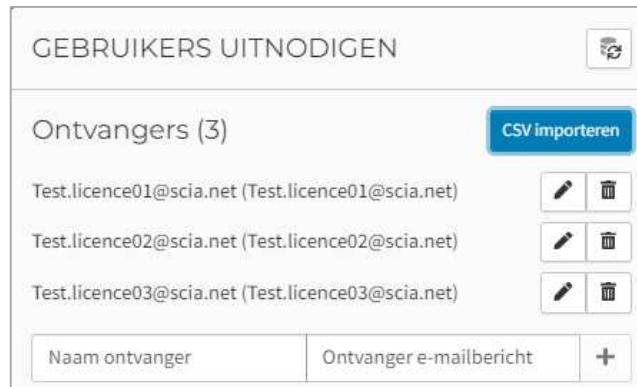 GEBRUIKERS UITNODIGEN
Ontvangers (3) CSV importeren
Test.licence01@scia.net (Test.licence01@scia.net)
Test.licence02@scia.net (Test.licence02@scia.net)
Test.licence03@scia.net (Test.licence03@scia.net)
Naam ontvanger Ontvanger e-mailbericht +